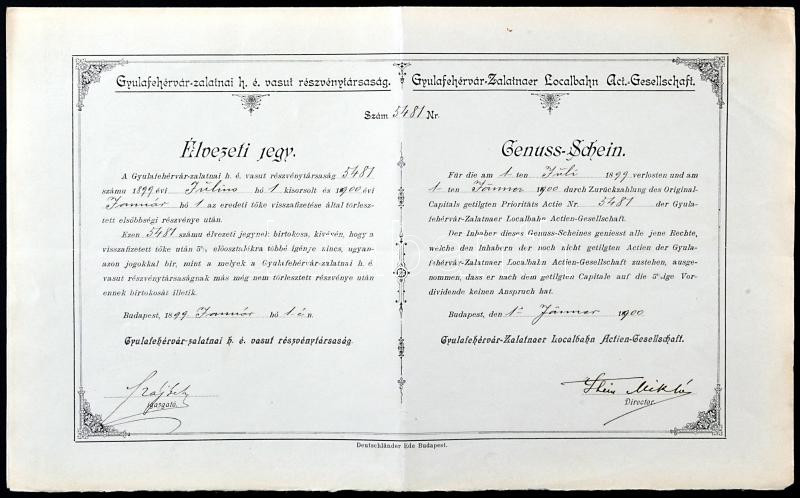 Gyulafehérvár-zalatnai h. é. vasut részvénytársaság.
Gyulafehérvár-Zalatnaer Localbahn Act.-Gesellschaft.
Szám 5481 Nr.
Élvezeti jegy.
A Gyulafehérvár-zalatnai h. é. vasut részvénytársaság 5481
számu 1899 évi Július hó 1 kisorsolt és 1900 évi
Január hó 1 az eredeti tőke visszafizetése által törlesz-
tett elsőbbségi részvénye után.
Ezen 5481 számu élvezeti jegynek birtokosa, kivévén, hogy a
visszafizetett tőke után 5% előosztalékra többé igénye nincs, ugyan-
azon jogokkal bir, mint a melyek a Gyulafehérvár-zalatnai h. é.
vasut részvénytársaságnak más még nem törlesztett részvénye után
ennek birtokosát illetik.
Budapest, 1899 Január hó 1 én
Gyulafehérvár-zalatnai h. é. vasut részvénytársaság
igazgató.
Genuss-Schein.
Für die am 1 ten Juli 1899 verlosten und am
1- ten Jänner 1900 durch Zurückzahlung des Original-
Capitals getilgten Prioritäts Actie Nr. 5481 der Gyula-
fehérvár-Zalatnaer Localbahn Actien-Gesellschaft.
Der Inhaber dieses Genuss-Scheines geniesst alle jene Rechte,
welche den Inhabern der noch nicht getilgten Actien der Gyula-
fehérvár-Zalatnaer Localbahn Actien-Gesellschaft zustehen, ausge-
nommen, dass er nach dem getilgten Capitale auf die 5%ige Vor-
dividende keinen Anspruch hat.
Budapest, den 1- Jänner 1900
Gyulafehérvár-Zalatnaer Localbahn Actien-Gesellschaft.
Stein Mikló
Director.
Deutschländer Ede Budapest.